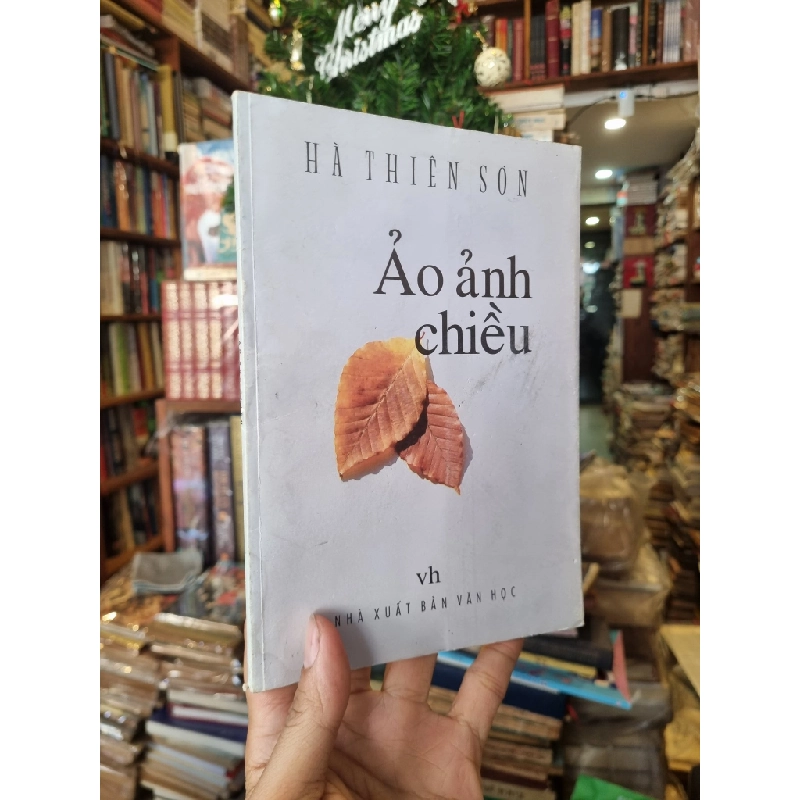 Merry
Christmas
HÀ THIÊN SƠN
Ảo ảnh
chiều
vh
NHÀ XUẤT BẢN VĂN HỌC